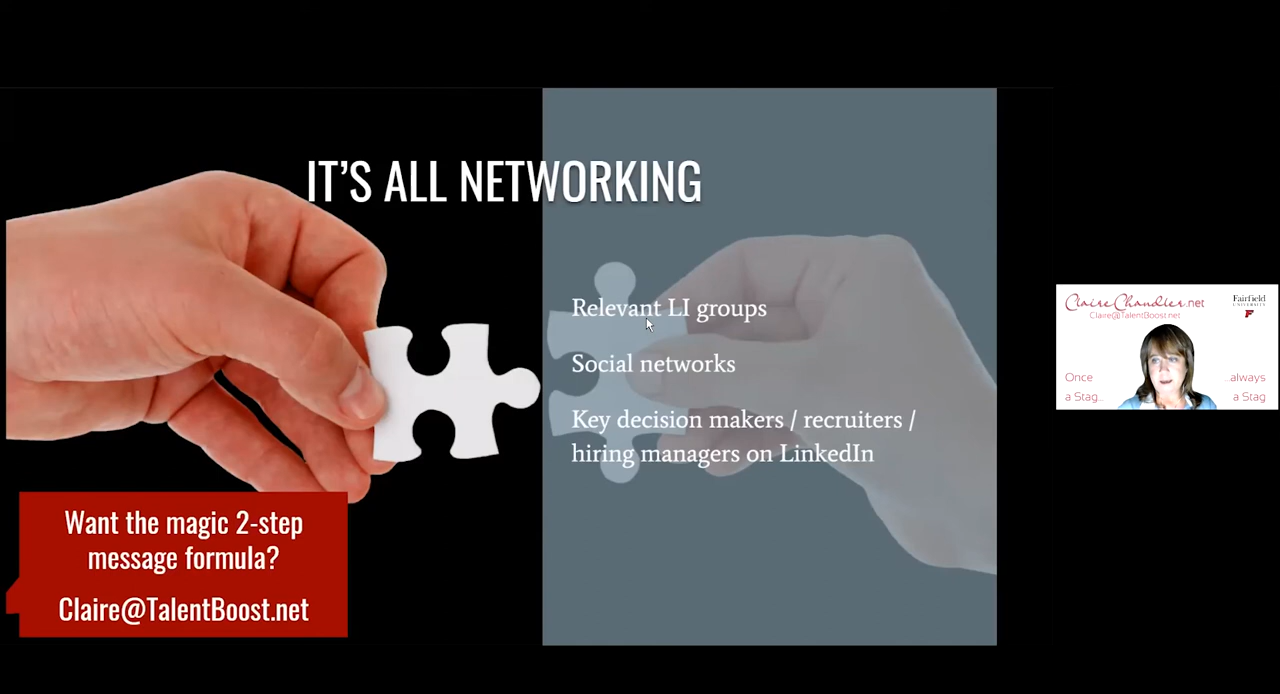 IT'S ALL NETWORKING
Relevant LI groups
Social networks
Key decision makers / recruiters /
hiring managers on LinkedIn
Want the magic 2-step
message formula?
Claire@TalentBoost.net
ClaireChandler.net
Claire@TalentBoost.net
Fairfield
UNIVERSITY
F
Once
a Stag...
...always
a Stag